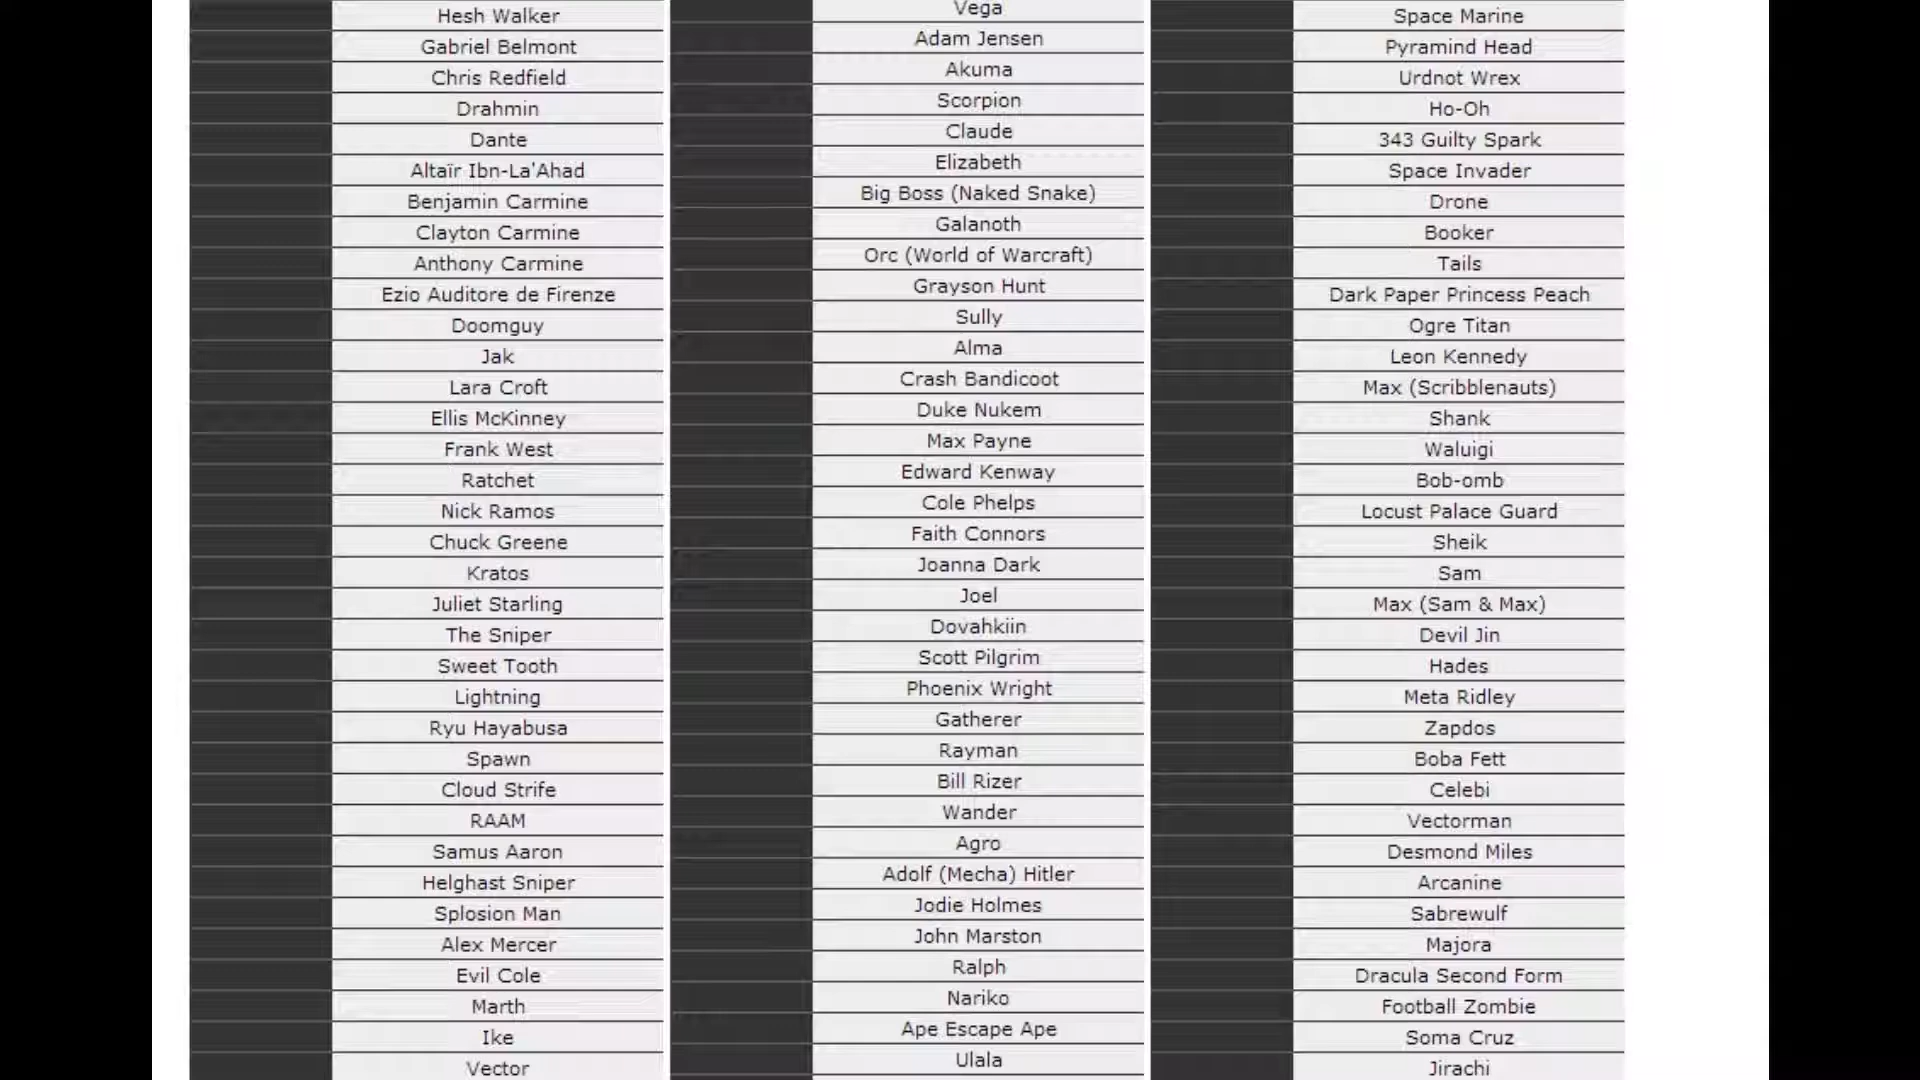 Hesh Walker
Gabriel Belmont
Chris Redfield
Drahmin
Dante
Altaïr Ibn-La'Ahad
Benjamin Carmine
Clayton Carmine
Anthony Carmine
Ezio Auditore de Firenze
Doomguy
Jak
Lara Croft
Ellis McKinney
Frank West
Ratchet
Nick Ramos
Chuck Greene
Kratos
Juliet Starling
The Sniper
Sweet Tooth
Lightning
Ryu Hayabusa
Spawn
Cloud Strife
RAAM
Samus Aaron
Helghast Sniper
Splosion Man
Alex Mercer
Evil Cole
Marth
Ike
Vector
Vega
Adam Jensen
Akuma
Scorpion
Claude
Elizabeth
Big Boss (Naked Snake)
Galanoth
Orc (World of Warcraft)
Grayson Hunt
Sully
Alma
Crash Bandicoot
Duke Nukem
Max Payne
Edward Kenway
Cole Phelps
Faith Connors
Joanna Dark
Joel
Dovahkiin
Scott Pilgrim
Phoenix Wright
Gatherer
Rayman
Bill Rizer
Wander
Agro
Adolf (Mecha) Hitler
Jodie Holmes
John Marston
Ralph
Nariko
Ape Escape Ape
Ulala
Space Marine
Pyramind Head
Urdnot Wrex
Ho-Oh
343 Guilty Spark
Space Invader
Drone
Booker
Tails
Dark Paper Princess Peach
Ogre Titan
Leon Kennedy
Max (Scribblenauts)
Shank
Waluigi
Bob-omb
Locust Palace Guard
Sheik
Sam
Max (Sam & Max)
Devil Jin
Hades
Meta Ridley
Zapdos
Boba Fett
Celebi
Vectorman
Desmond Miles
Arcanine
Sabrewulf
Majora
Dracula Second Form
Football Zombie
Soma Cruz
Jirachi